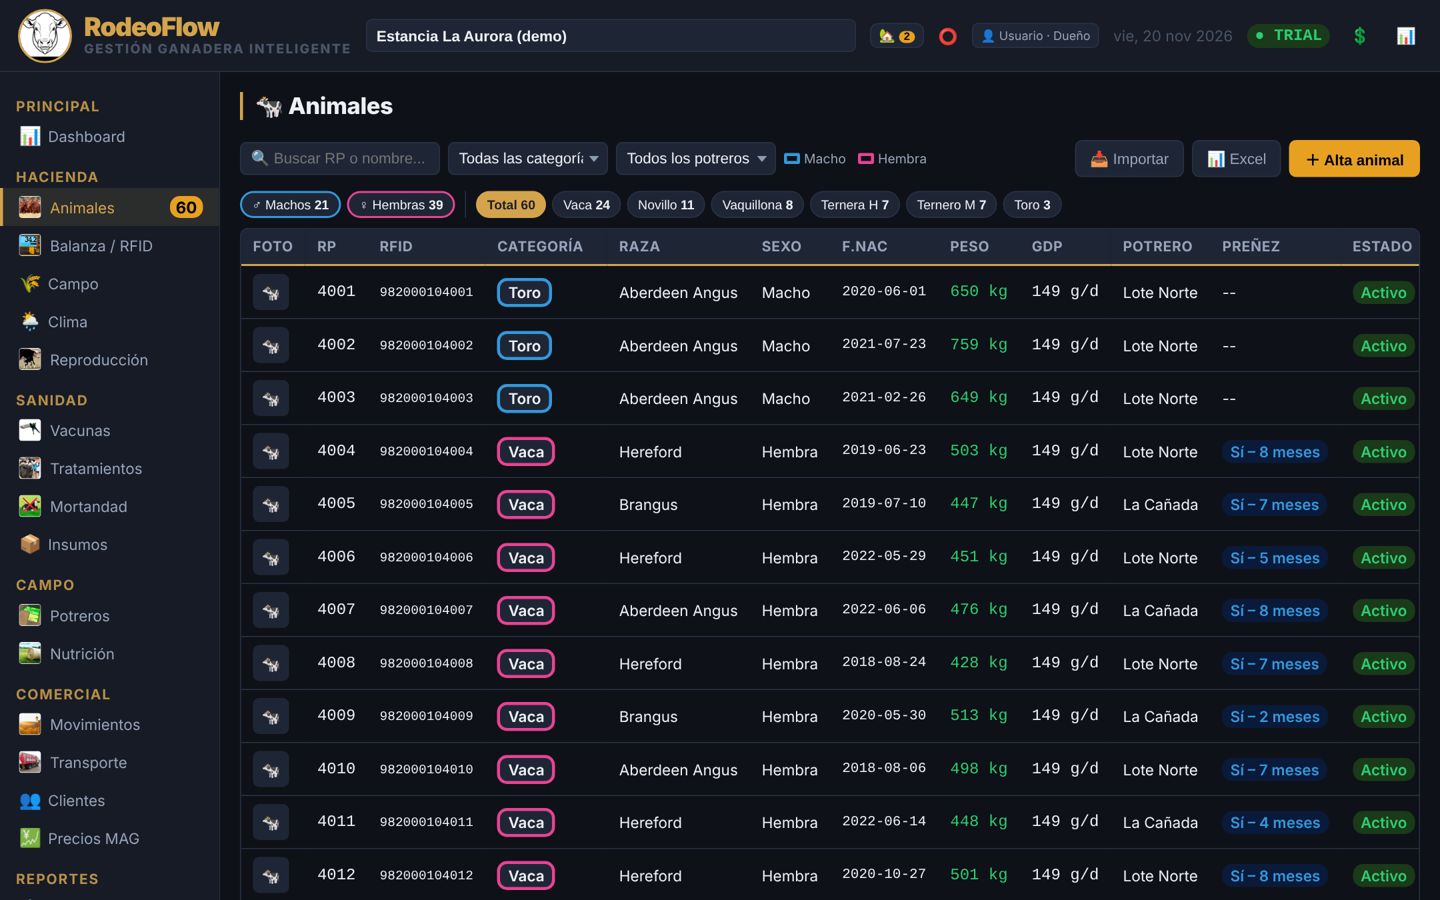 RodeoFlow
GESTIÓN GANADERA INTELIGENTE
Estancia La Aurora (demo)
2
Usuario · Dueño
vie, 20 nov 2026
TRIAL
PRINCIPAL
Dashboard
HACIENDA
Animales 60
Balanza / RFID
Campo
Clima
Reproducción
SANIDAD
Vacunas
Tratamientos
Mortandad
Insumos
CAMPO
Potreros
Nutrición
COMERCIAL
Movimientos
Transporte
Clientes
Precios MAG
REPORTES
Animales
Buscar RP o nombre...
Todos los potreros
Macho
Hembra
Importar
Excel
+ Alta animal
♂ Machos 21
♀ Hembras 39
Total 60
Vaca 24
Novillo 11
Vaquillona 8
Ternera H 7
Ternero M 7
Toro 3
FOTO RP RFID CATEGORÍA RAZA SEXO F.NAC PESO GDP POTRERO PREÑEZ ESTADO
4001 982000104001 Toro Aberdeen Angus Macho 2020-06-01 650 kg 149 g/d Lote Norte -- Activo
4002 982000104002 Toro Aberdeen Angus Macho 2021-07-23 759 kg 149 g/d Lote Norte -- Activo
4003 982000104003 Toro Aberdeen Angus Macho 2021-02-26 649 kg 149 g/d Lote Norte -- Activo
4004 982000104004 Vaca Hereford Hembra 2019-06-23 503 kg 149 g/d Lote Norte Sí – 8 meses Activo
4005 982000104005 Vaca Brangus Hembra 2019-07-10 447 kg 149 g/d La Cañada Sí – 7 meses Activo
4006 982000104006 Vaca Hereford Hembra 2022-05-29 451 kg 149 g/d Lote Norte Sí – 5 meses Activo
4007 982000104007 Vaca Aberdeen Angus Hembra 2022-06-06 476 kg 149 g/d La Cañada Sí – 8 meses Activo
4008 982000104008 Vaca Hereford Hembra 2018-08-24 428 kg 149 g/d Lote Norte Sí – 7 meses Activo
4009 982000104009 Vaca Brangus Hembra 2020-05-30 513 kg 149 g/d La Cañada Sí – 2 meses Activo
4010 982000104010 Vaca Aberdeen Angus Hembra 2018-08-06 498 kg 149 g/d Lote Norte Sí – 7 meses Activo
4011 982000104011 Vaca Hereford Hembra 2022-06-14 448 kg 149 g/d La Cañada Sí – 4 meses Activo
4012 982000104012 Vaca Hereford Hembra 2020-10-27 501 kg 149 g/d Lote Norte Sí – 8 meses Activo